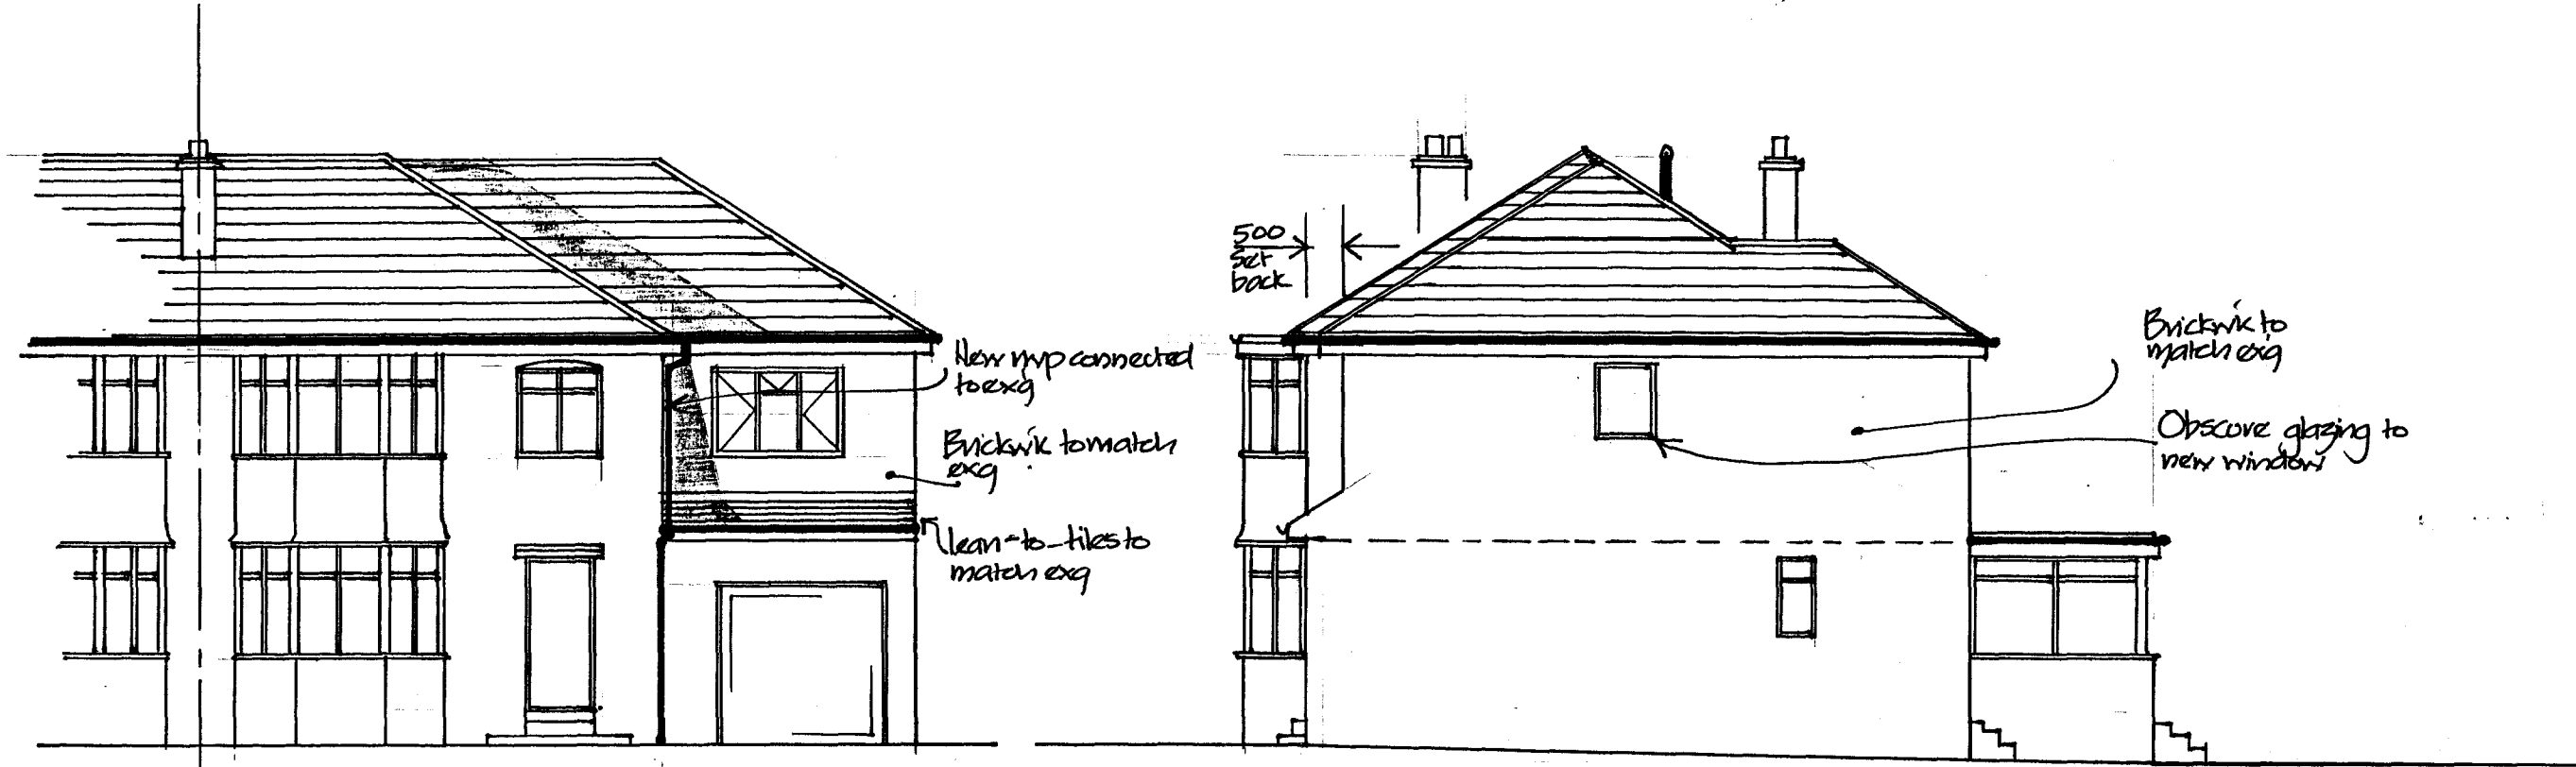 New rwp connected
to exg
Brickwk to match
exg
lean-to-tiles to
match exg
500
set
back
Brickwk to
match exg
Obscure glazing to
new window